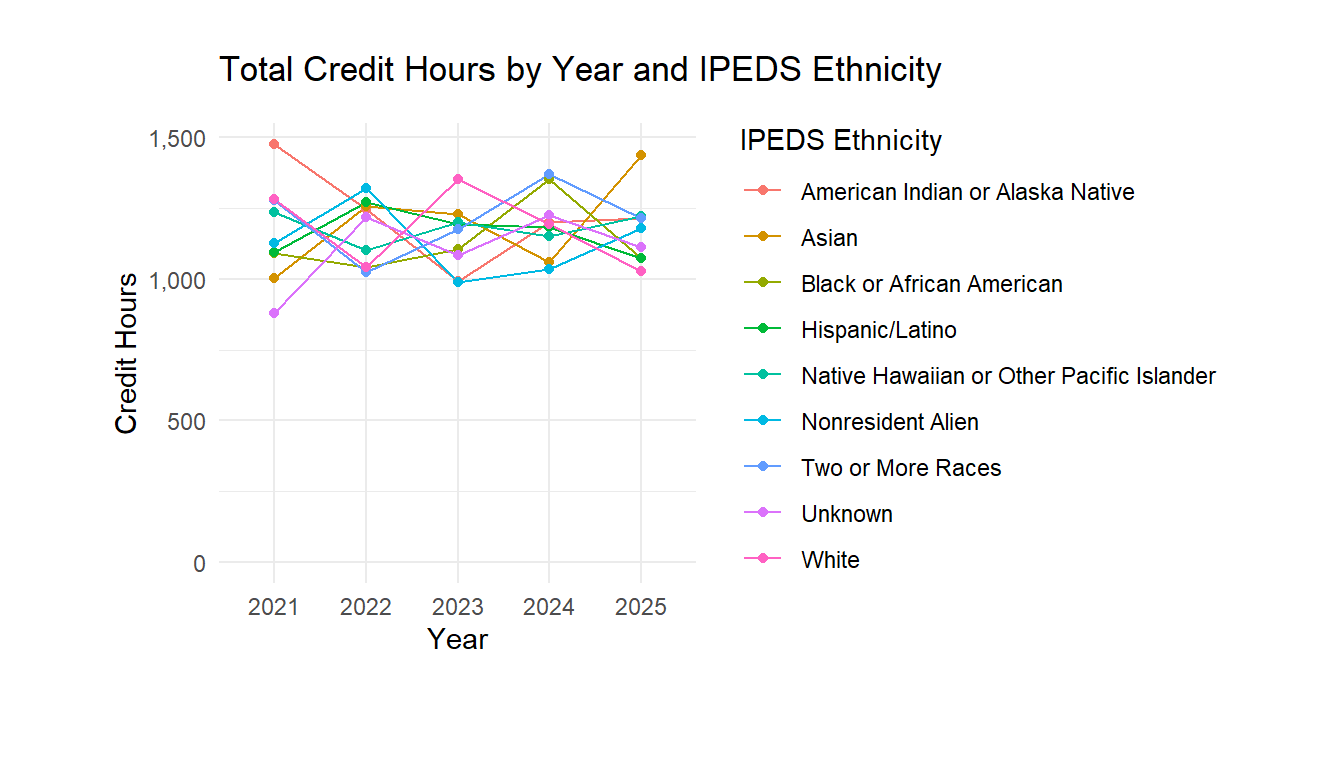 Total Credit Hours by Year and IPEDS Ethnicity
1,500
1,000
500
0
Credit Hours
2021 2022 2023 2024 2025
Year
IPEDS Ethnicity
American Indian or Alaska Native
Asian
Black or African American
Hispanic/Latino
Native Hawaiian or Other Pacific Islander
Nonresident Alien
Two or More Races
Unknown
White